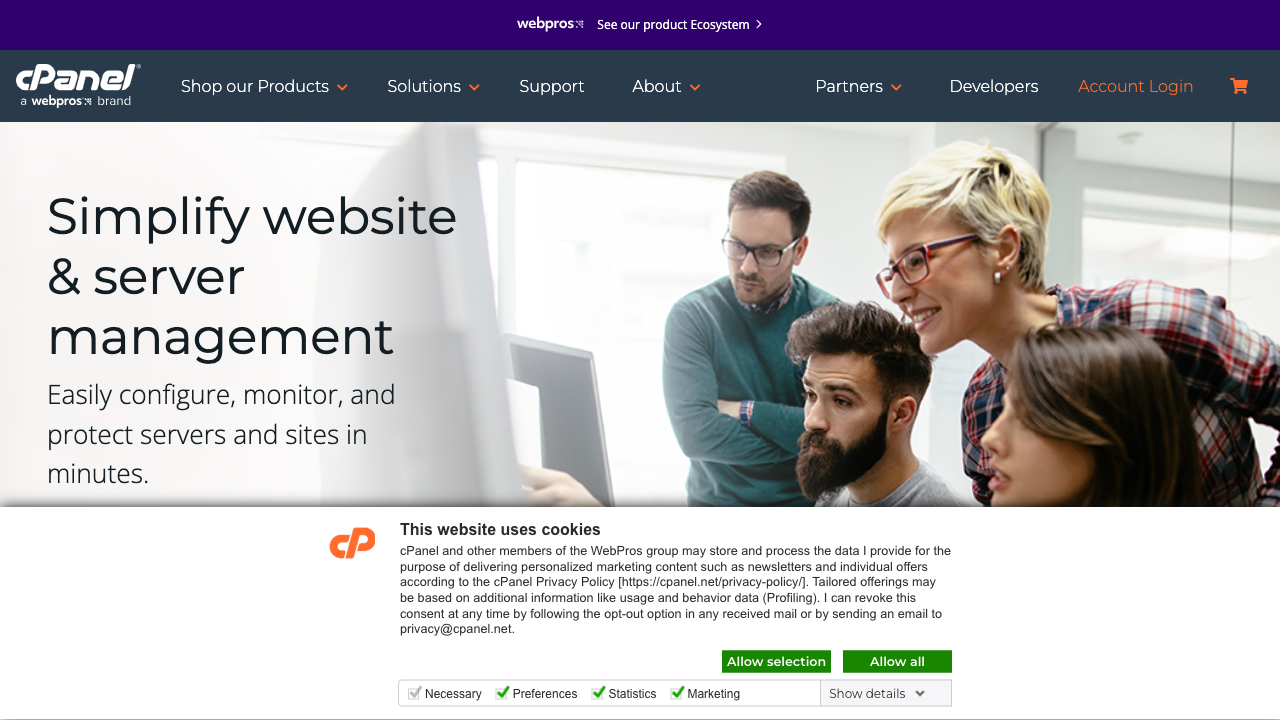 webpros See our product Ecosystem
cPanel®
a webpros brand
Shop our Products Solutions Support About Partners Developers Account Login
Simplify website
& server
management
Easily configure, monitor, and
protect servers and sites in
minutes.
cP
This website uses cookies
cPanel and other members of the WebPros group may store and process the data I provide for the
purpose of delivering personalized marketing content such as newsletters and individual offers
according to the cPanel Privacy Policy [https://cpanel.net/privacy-policy/]. Tailored offerings may
be based on additional information like usage and behavior data (Profiling). I can revoke this
consent at any time by following the opt-out option in any received mail or by sending an email to
privacy@cpanel.net.
Allow selection Allow all
Necessary Preferences Statistics Marketing Show details